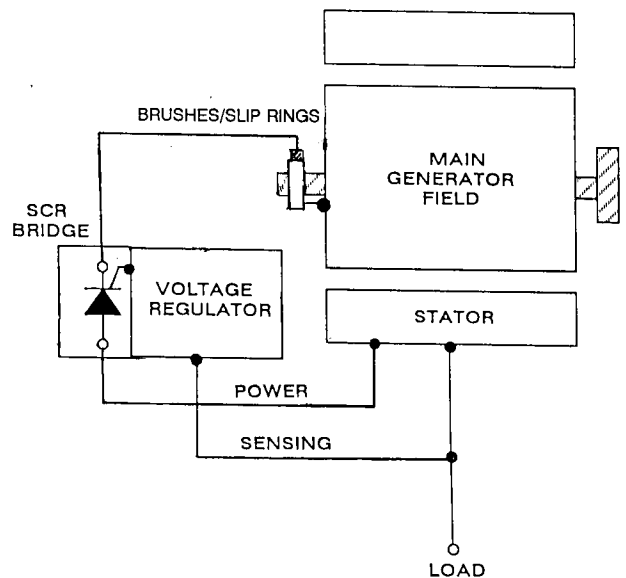 BRUSHES/SLIP RINGS
MAIN
GENERATOR
FIELD
SCR
BRIDGE
VOLTAGE
REGULATOR
STATOR
POWER
SENSING
LOAD